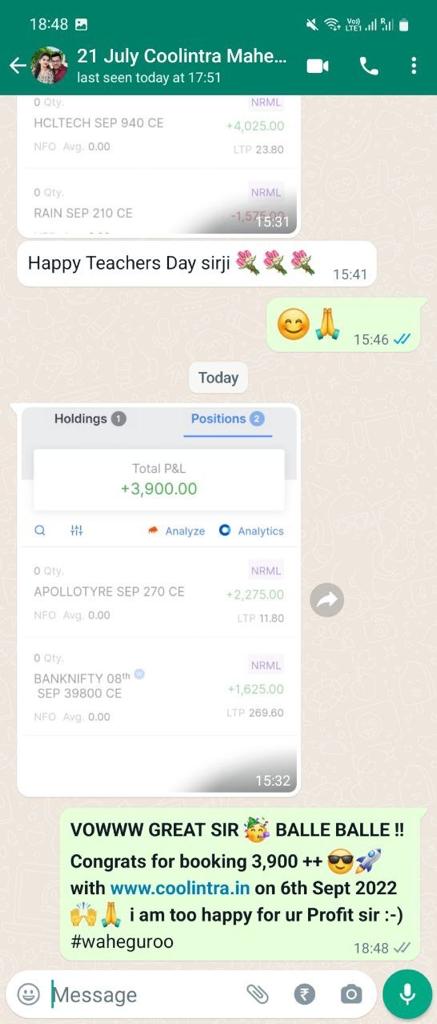 18:48
Vo)) LTE1 R
21 July Coolintra Mahe...
last seen today at 17:51
0 Qty. NRML
HCLTECH SEP 940 CE +4,025.00
NFO Avg. 0.00 LTP 23.80
0 Qty. NRML
RAIN SEP 210 CE
15:31
Happy Teachers Day sirji 🌷🌷🌷
15:41
😊🙏
15:46
Today
Holdings 1 Positions 2
Total P&L
+3,900.00
Analyze Analytics
0 Qty. NRML
APOLLOTYRE SEP 270 CE +2,275.00
NFO Avg. 0.00 LTP 11.80
0 Qty. NRML
BANKNIFTY 08th W
SEP 39800 CE +1,625.00
NFO Avg. 0.00 LTP 269.60
15:32
VOWWW GREAT SIR 🥳 BALLE BALLE !!
Congrats for booking 3,900 ++ 😎🚀
with www.coolintra.in on 6th Sept 2022
🙌🙏 i am too happy for ur Profit sir :-)
#waheguroo
18:48
Message
₹